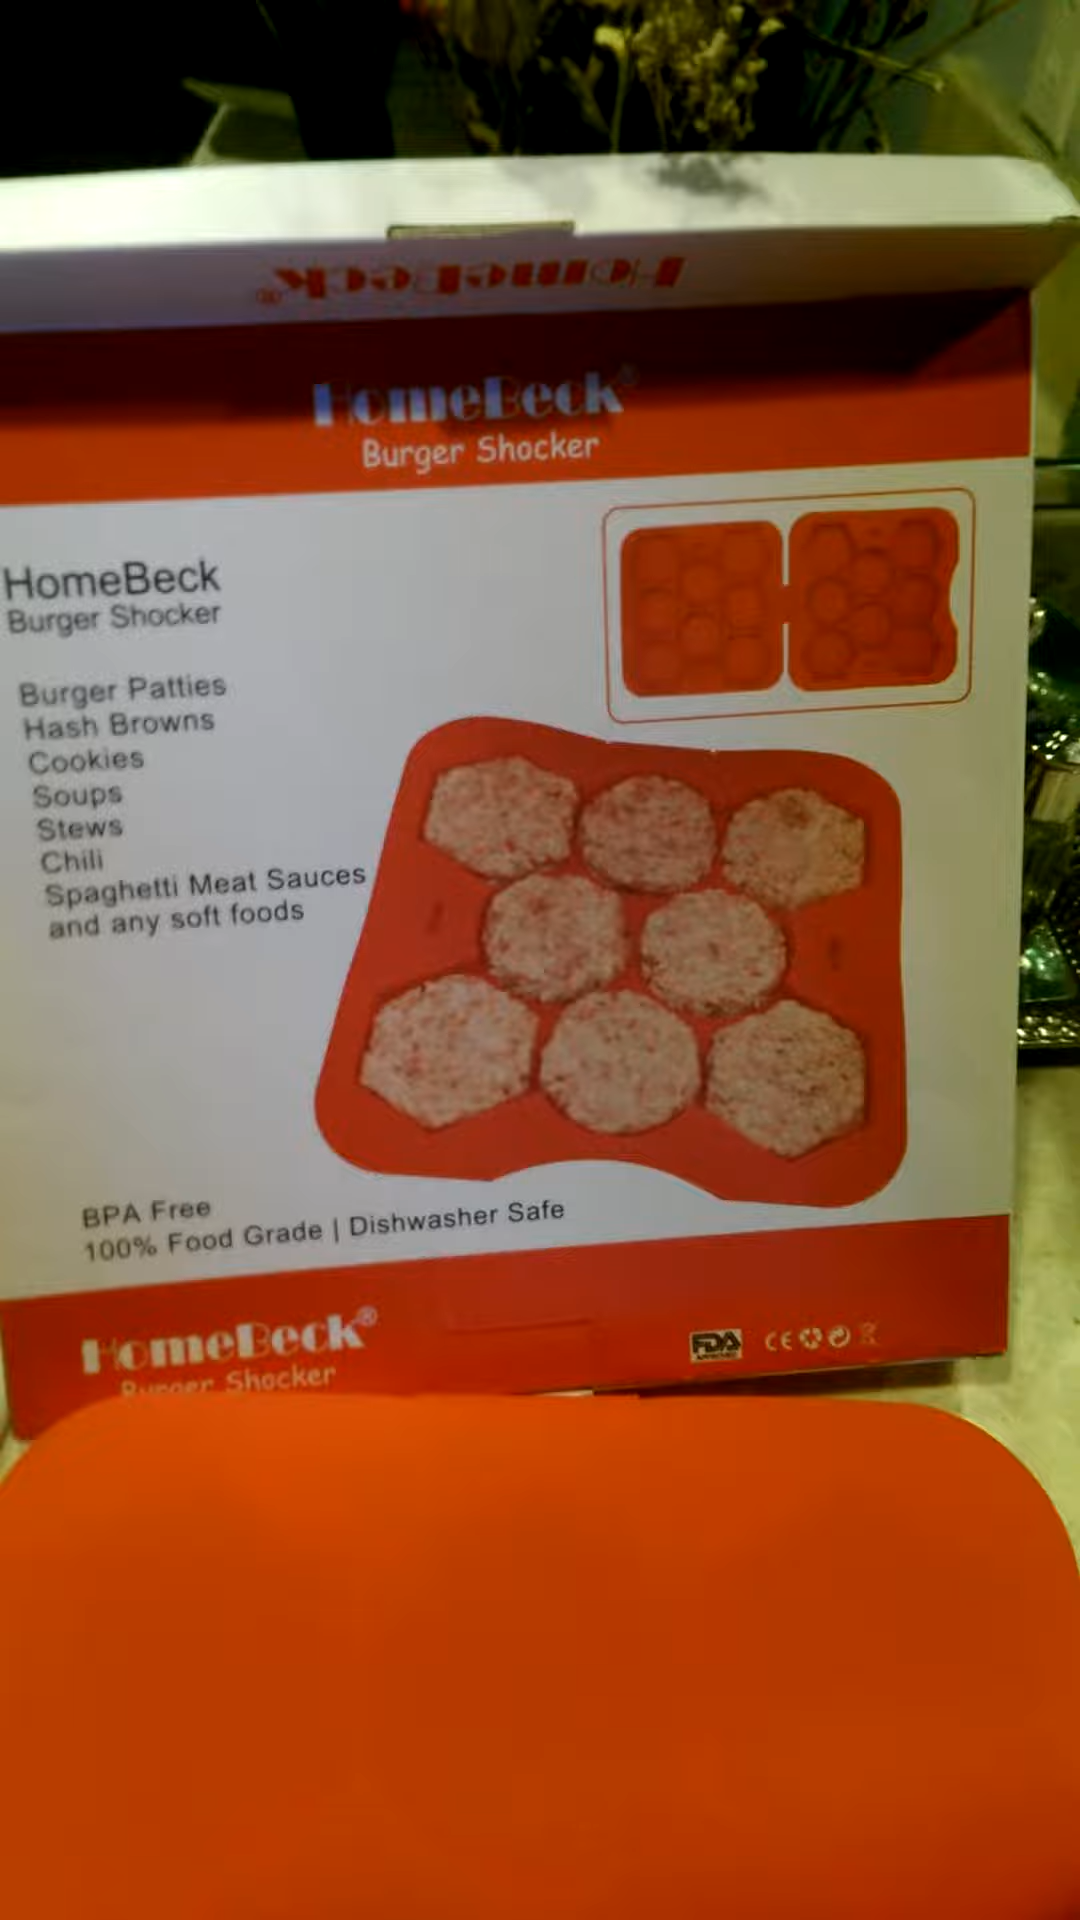 HomeBeck®
HomeBeck®
Burger Shocker
HomeBeck
Burger Shocker
Burger Patties
Hash Browns
Cookies
Soups
Stews
Chili
Spaghetti Meat Sauces
and any soft foods
BPA Free
100% Food Grade | Dishwasher Safe
HomeBeck®
Burger Shocker
FDA
CE